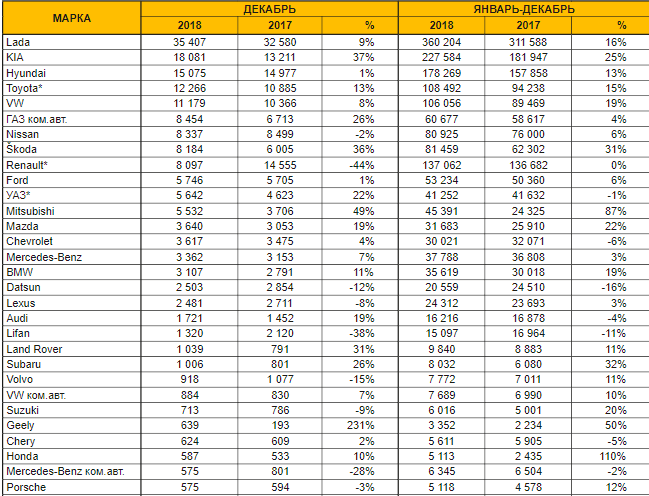 МАРКА ДЕКАБРЬ ЯНВАРЬ-ДЕКАБРЬ
2018 2017 % 2018 2017 %
Lada 35 407 32 580 9% 360 204 311 588 16%
KIA 18 081 13 211 37% 227 584 181 947 25%
Hyundai 15 075 14 977 1% 178 269 157 858 13%
Toyota* 12 266 10 885 13% 108 492 94 238 15%
VW 11 179 10 366 8% 106 056 89 469 19%
ГАЗ ком.авт. 8 454 6 713 26% 60 677 58 617 4%
Nissan 8 337 8 499 -2% 80 925 76 000 6%
Škoda 8 184 6 005 36% 81 459 62 302 31%
Renault* 8 097 14 555 -44% 137 062 136 682 0%
Ford 5 746 5 705 1% 53 234 50 360 6%
УАЗ* 5 642 4 623 22% 41 252 41 632 -1%
Mitsubishi 5 532 3 706 49% 45 391 24 325 87%
Mazda 3 640 3 053 19% 31 683 25 910 22%
Chevrolet 3 617 3 475 4% 30 021 32 071 -6%
Mercedes-Benz 3 362 3 153 7% 37 788 36 808 3%
BMW 3 107 2 791 11% 35 619 30 018 19%
Datsun 2 503 2 854 -12% 20 559 24 510 -16%
Lexus 2 481 2 711 -8% 24 312 23 693 3%
Audi 1 721 1 452 19% 16 216 16 878 -4%
Lifan 1 320 2 120 -38% 15 097 16 964 -11%
Land Rover 1 039 791 31% 9 840 8 883 11%
Subaru 1 006 801 26% 8 032 6 080 32%
Volvo 918 1 077 -15% 7 772 7 011 11%
VW ком.авт. 884 830 7% 7 689 6 990 10%
Suzuki 713 786 -9% 6 016 5 001 20%
Geely 639 193 231% 3 352 2 234 50%
Chery 624 609 2% 5 611 5 905 -5%
Honda 587 533 10% 5 113 2 435 110%
Mercedes-Benz ком.авт. 575 801 -28% 6 345 6 504 -2%
Porsche 575 594 -3% 5 118 4 578 12%